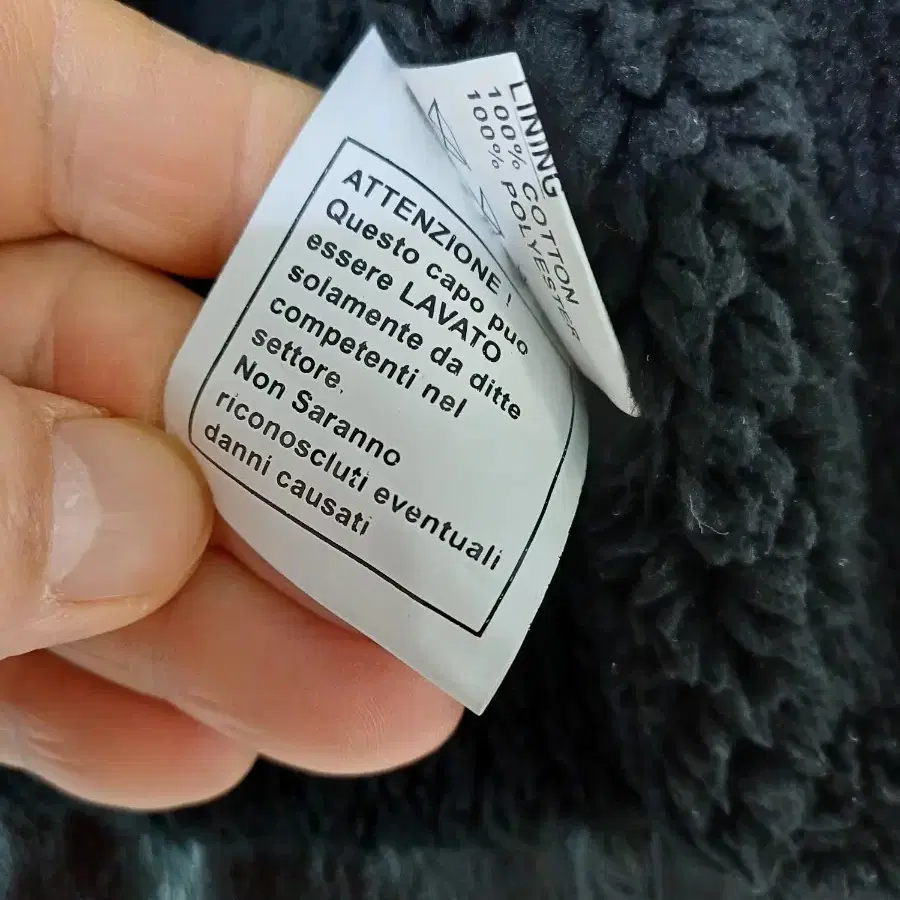 ATTENZIONE !
Questo capo può
essere LAVATO
solamente da ditte
competenti nel
settore.
Non Saranno
riconoscluti eventuali
danni causati
LINING
100% COTTON
100% POLYESTER